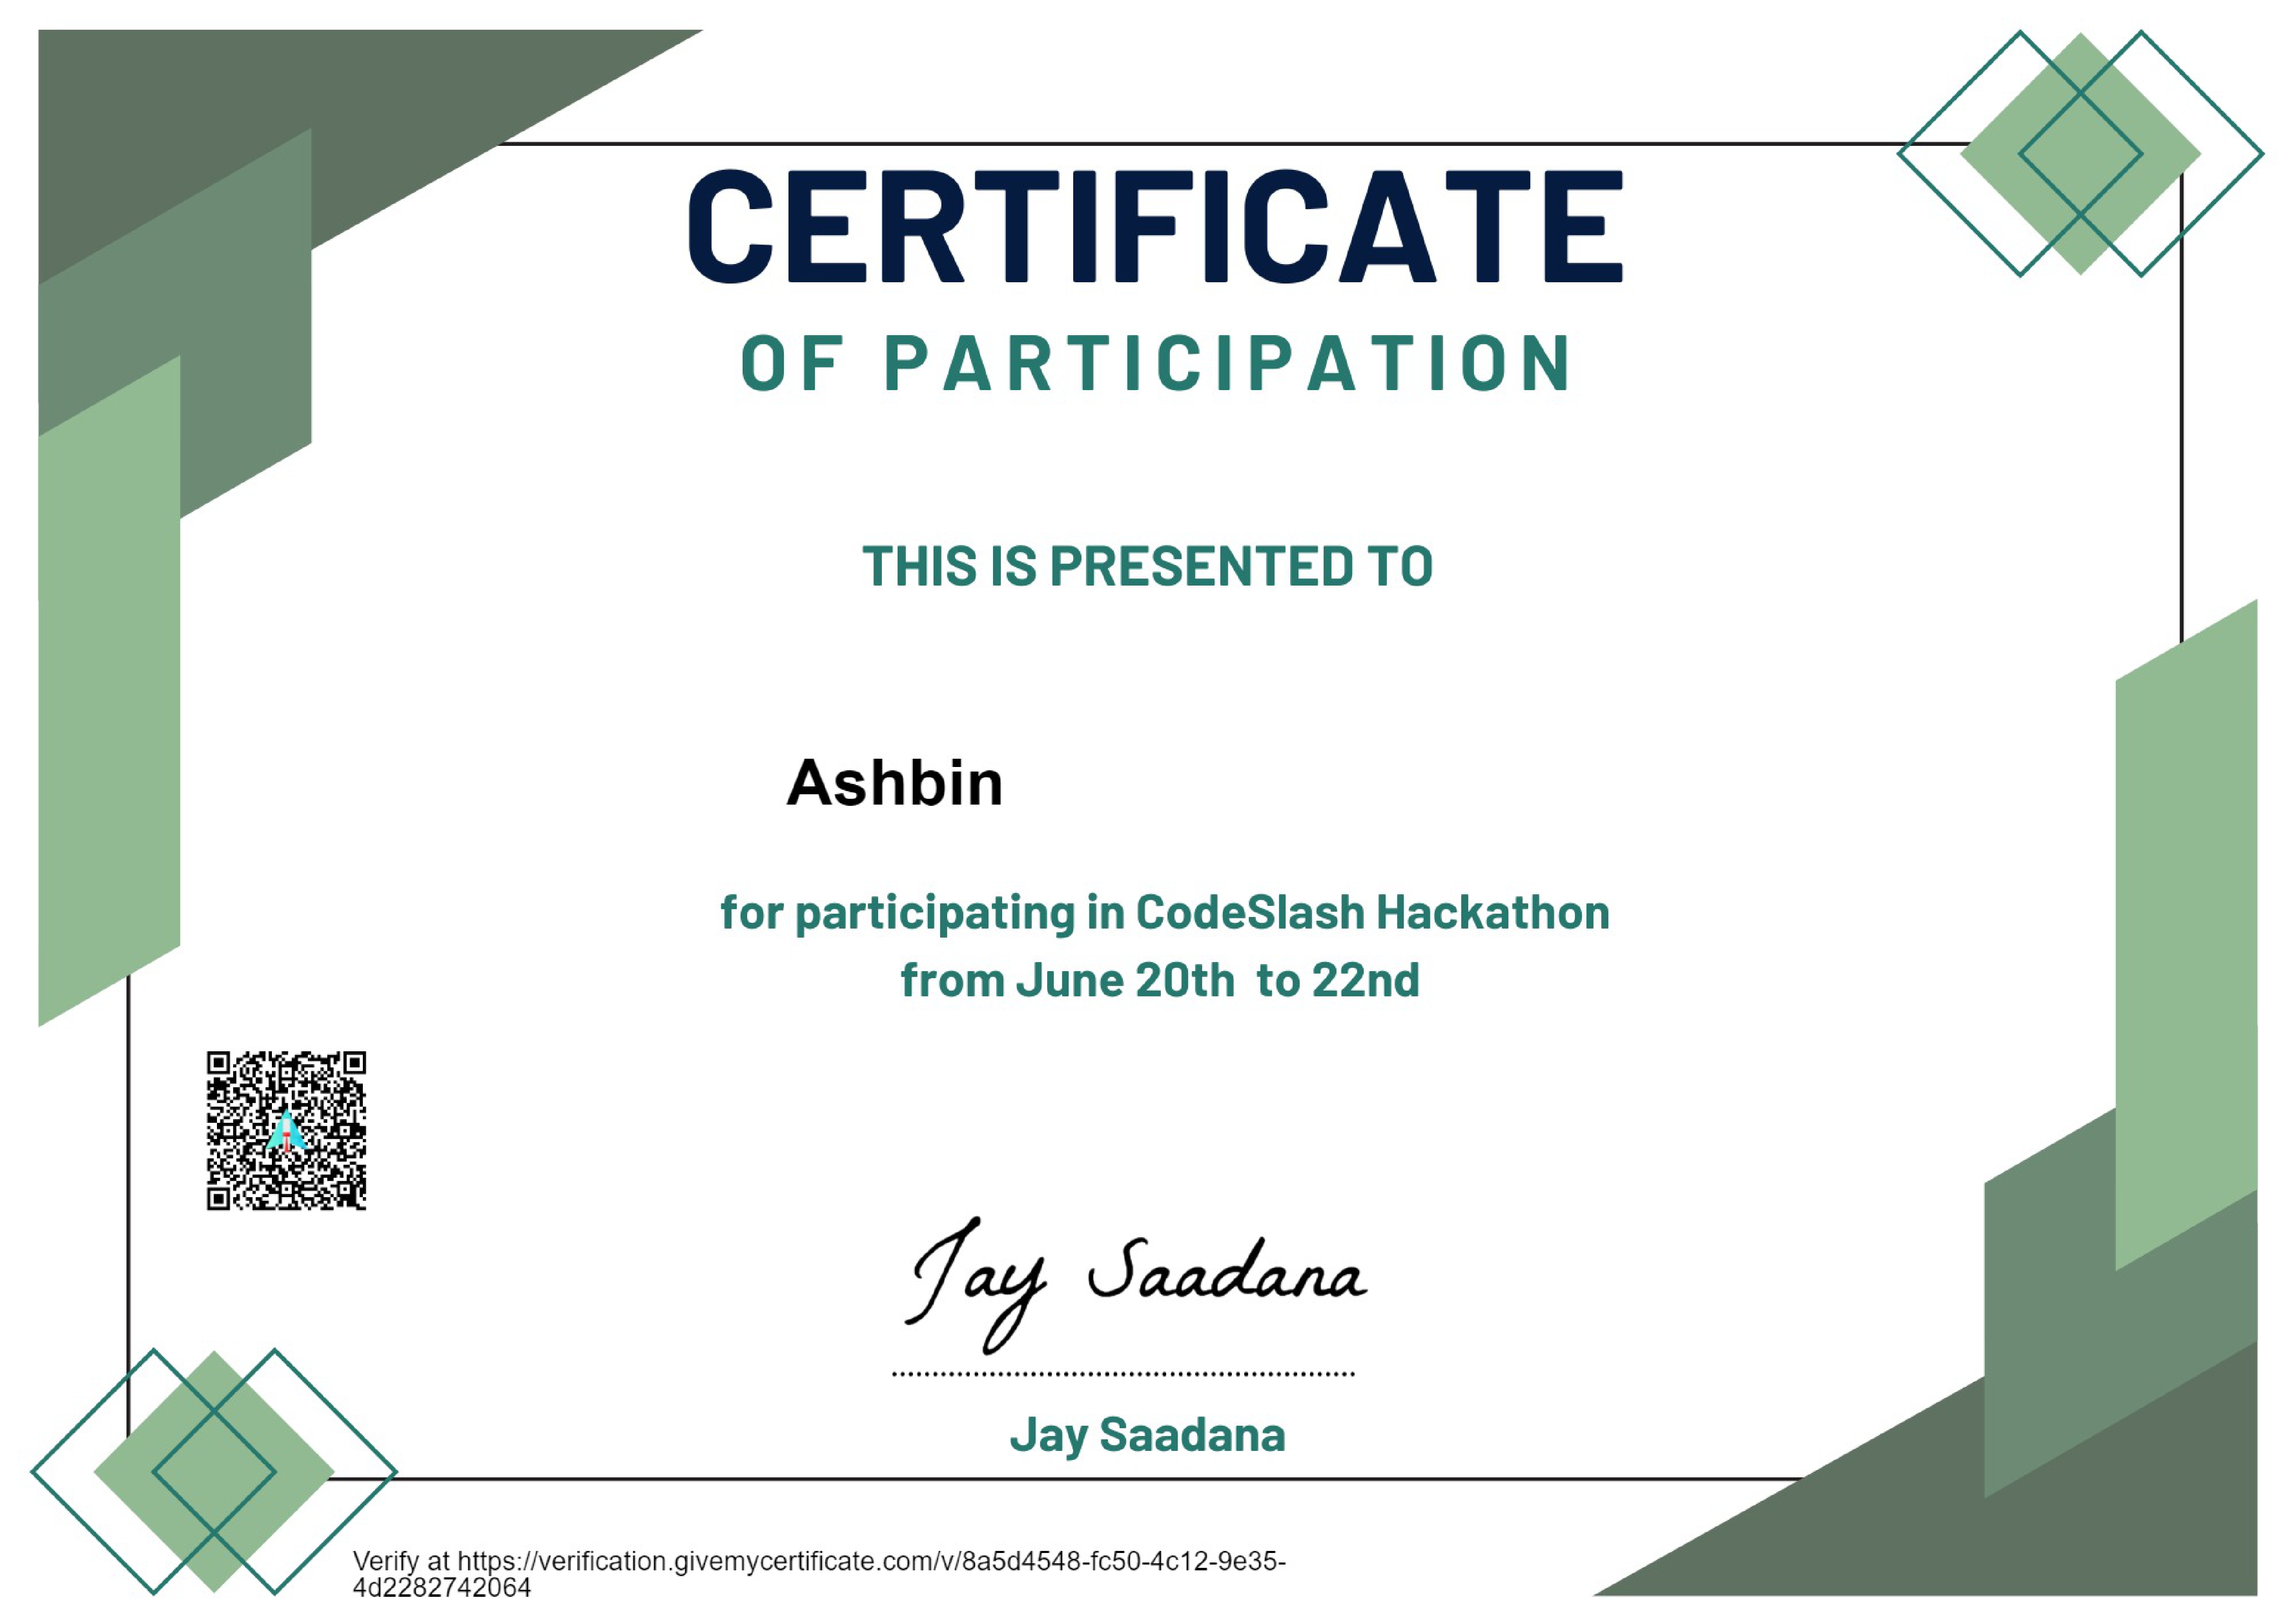 CERTIFICATE
OF PARTICIPATION
THIS IS PRESENTED TO
Ashbin
for participating in CodeSlash Hackathon
from June 20th  to 22nd
Jay Saadana
Jay Saadana
Verify at https://verification.givemycertificate.com/v/8a5d4548-fc50-4c12-9e35-
4d2282742064